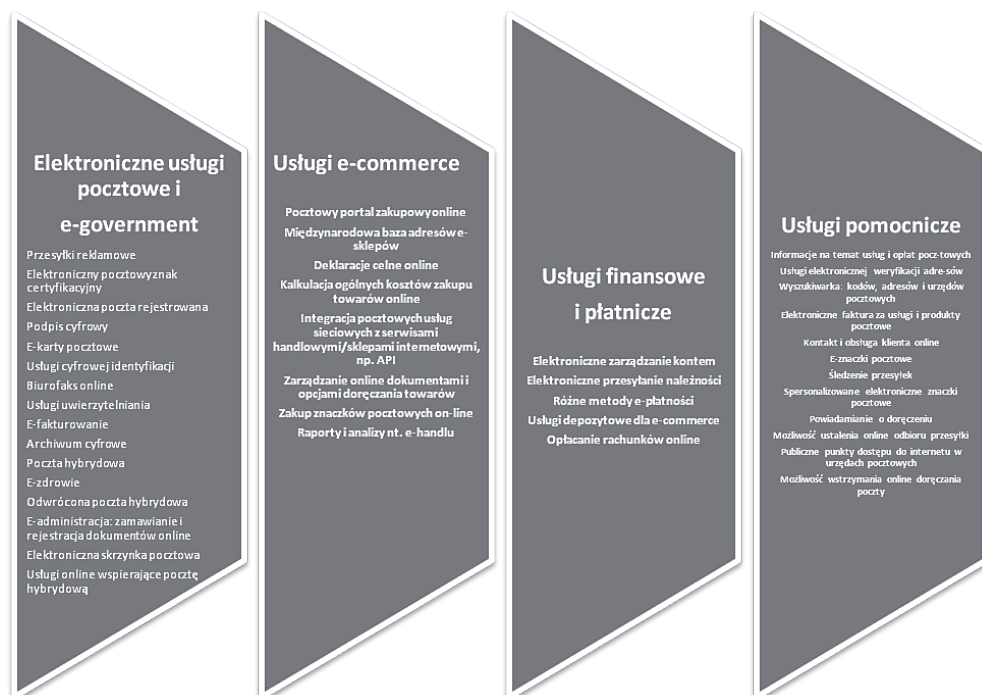 Elektroniczne usługi
pocztowe i
e-government
Przesyłki reklamowe
Elektroniczny pocztowy znak
certyfikacyjny
Elektroniczna poczta rejestrowana
Podpis cyfrowy
E-karty pocztowe
Usługi cyfrowej identyfikacji
Biurofaks online
Usługi uwierzytelniania
E-fakturowanie
Archiwum cyfrowe
Poczta hybrydowa
E-zdrowie
Odwrócona poczta hybrydowa
E-administracja: zamawianie i
rejestracja dokumentów online
Elektroniczna skrzynka pocztowa
Usługi online wspierające pocztę
hybrydową
Usługi e-commerce
Pocztowy portal zakupowy online
Międzynarodowa baza adresów e-
sklepów
Deklaracje celne online
Kalkulacja ogólnych kosztów zakupu
towarów online
Integracja pocztowych usług
sieciowych z serwisami
handlowymi/sklepami internetowymi,
np. API
Zarządzanie online dokumentami i
opcjami doręczania towarów
Zakup znaczków pocztowych on-line
Raporty i analizy nt. e-handlu
Usługi finansowe
i płatnicze
Elektroniczne zarządzanie kontem
Elektroniczne przesyłanie należności
Różne metody e-płatności
Usługi depozytowe dla e-commerce
Opłacanie rachunków online
Usługi pomocnicze
Informacje na temat usług i opłat pocz-towych
Usługi elektronicznej weryfikacji adre-sów
Wyszukiwarka: kodów, adresów i urzędów
pocztowych
Elektroniczne faktura za usługi i produkty
pocztowe
Kontakt i obsługa klienta online
E-znaczki pocztowe
Śledzenie przesyłek
Spersonalizowane elektroniczne znaczki
pocztowe
Powiadamianie o doręczeniu
Możliwość ustalenia online odbioru przesyłki
Publiczne punkty dostępu do internetu w
urzędach pocztowych
Możliwość wstrzymania online doręczania
poczty